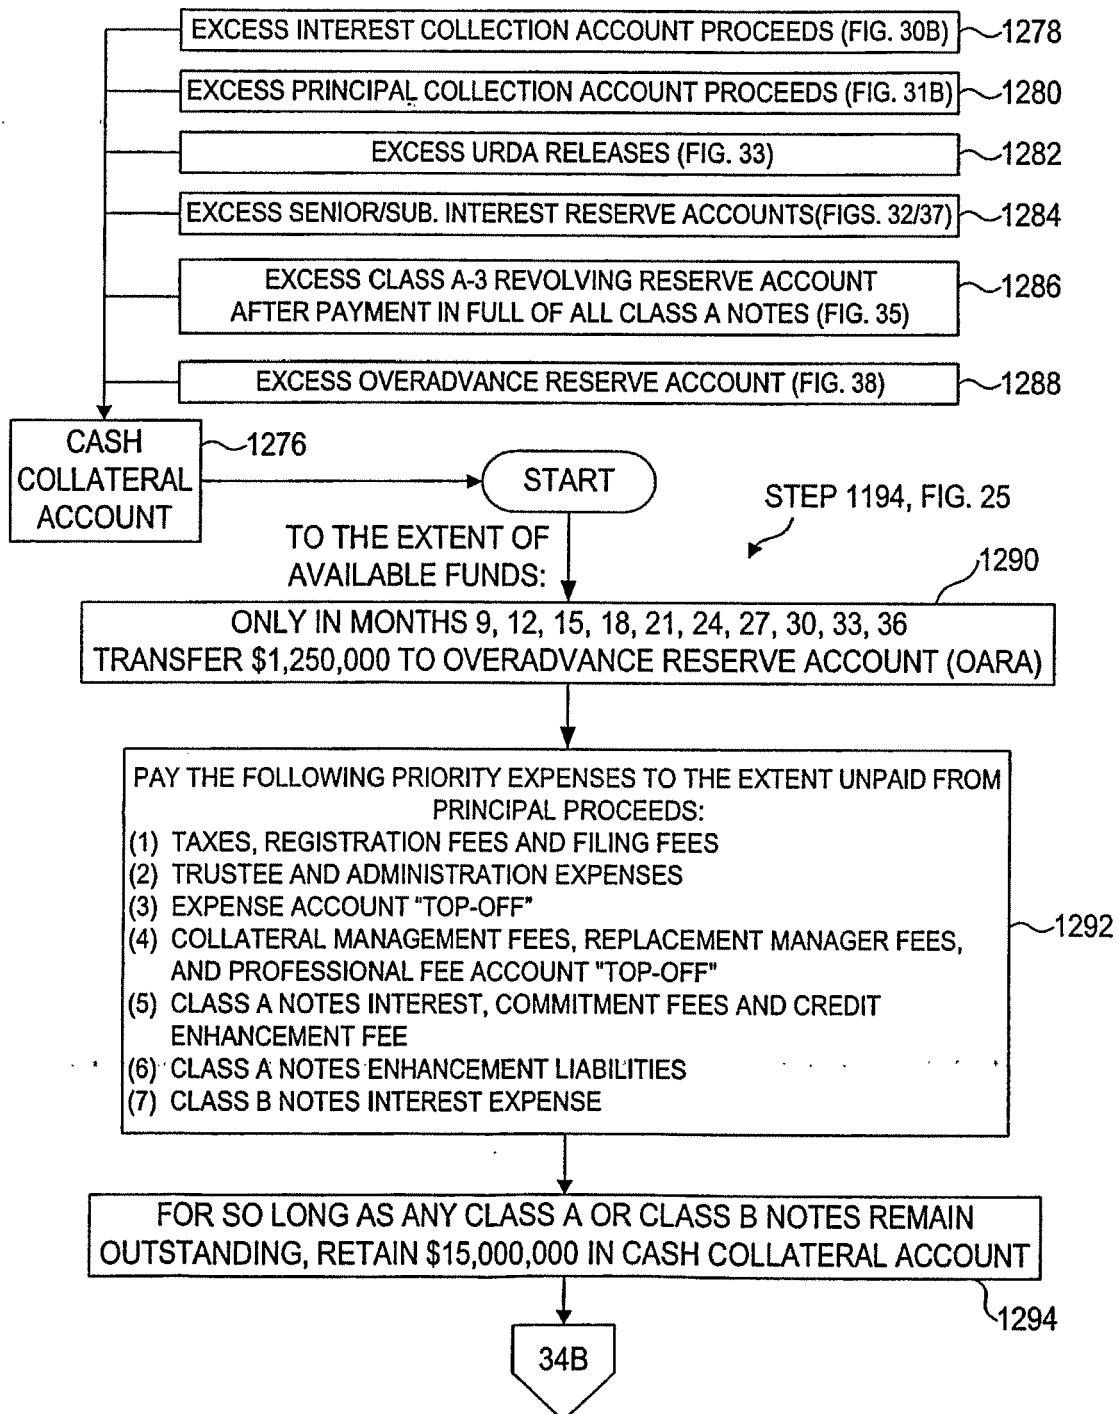 EXCESS INTEREST COLLECTION ACCOUNT PROCEEDS (FIG. 30B)
1278
EXCESS PRINCIPAL COLLECTION ACCOUNT PROCEEDS (FIG. 31B)
1280
EXCESS URDA RELEASES (FIG. 33)
1282
EXCESS SENIOR/SUB. INTEREST RESERVE ACCOUNTS(FIGS. 32/37)
1284
EXCESS CLASS A-3 REVOLVING RESERVE ACCOUNT
AFTER PAYMENT IN FULL OF ALL CLASS A NOTES (FIG. 35)
1286
EXCESS OVERADVANCE RESERVE ACCOUNT (FIG. 38)
1288
CASH
COLLATERAL
ACCOUNT
1276
START
STEP 1194, FIG. 25
TO THE EXTENT OF
AVAILABLE FUNDS:
1290
ONLY IN MONTHS 9, 12, 15, 18, 21, 24, 27, 30, 33, 36
TRANSFER $1,250,000 TO OVERADVANCE RESERVE ACCOUNT (OARA)
PAY THE FOLLOWING PRIORITY EXPENSES TO THE EXTENT UNPAID FROM
PRINCIPAL PROCEEDS:
(1) TAXES, REGISTRATION FEES AND FILING FEES
(2) TRUSTEE AND ADMINISTRATION EXPENSES
(3) EXPENSE ACCOUNT "TOP-OFF"
(4) COLLATERAL MANAGEMENT FEES, REPLACEMENT MANAGER FEES,
AND PROFESSIONAL FEE ACCOUNT "TOP-OFF"
(5) CLASS A NOTES INTEREST, COMMITMENT FEES AND CREDIT
ENHANCEMENT FEE
(6) CLASS A NOTES ENHANCEMENT LIABILITIES
(7) CLASS B NOTES INTEREST EXPENSE
1292
FOR SO LONG AS ANY CLASS A OR CLASS B NOTES REMAIN
OUTSTANDING, RETAIN $15,000,000 IN CASH COLLATERAL ACCOUNT
1294
34B